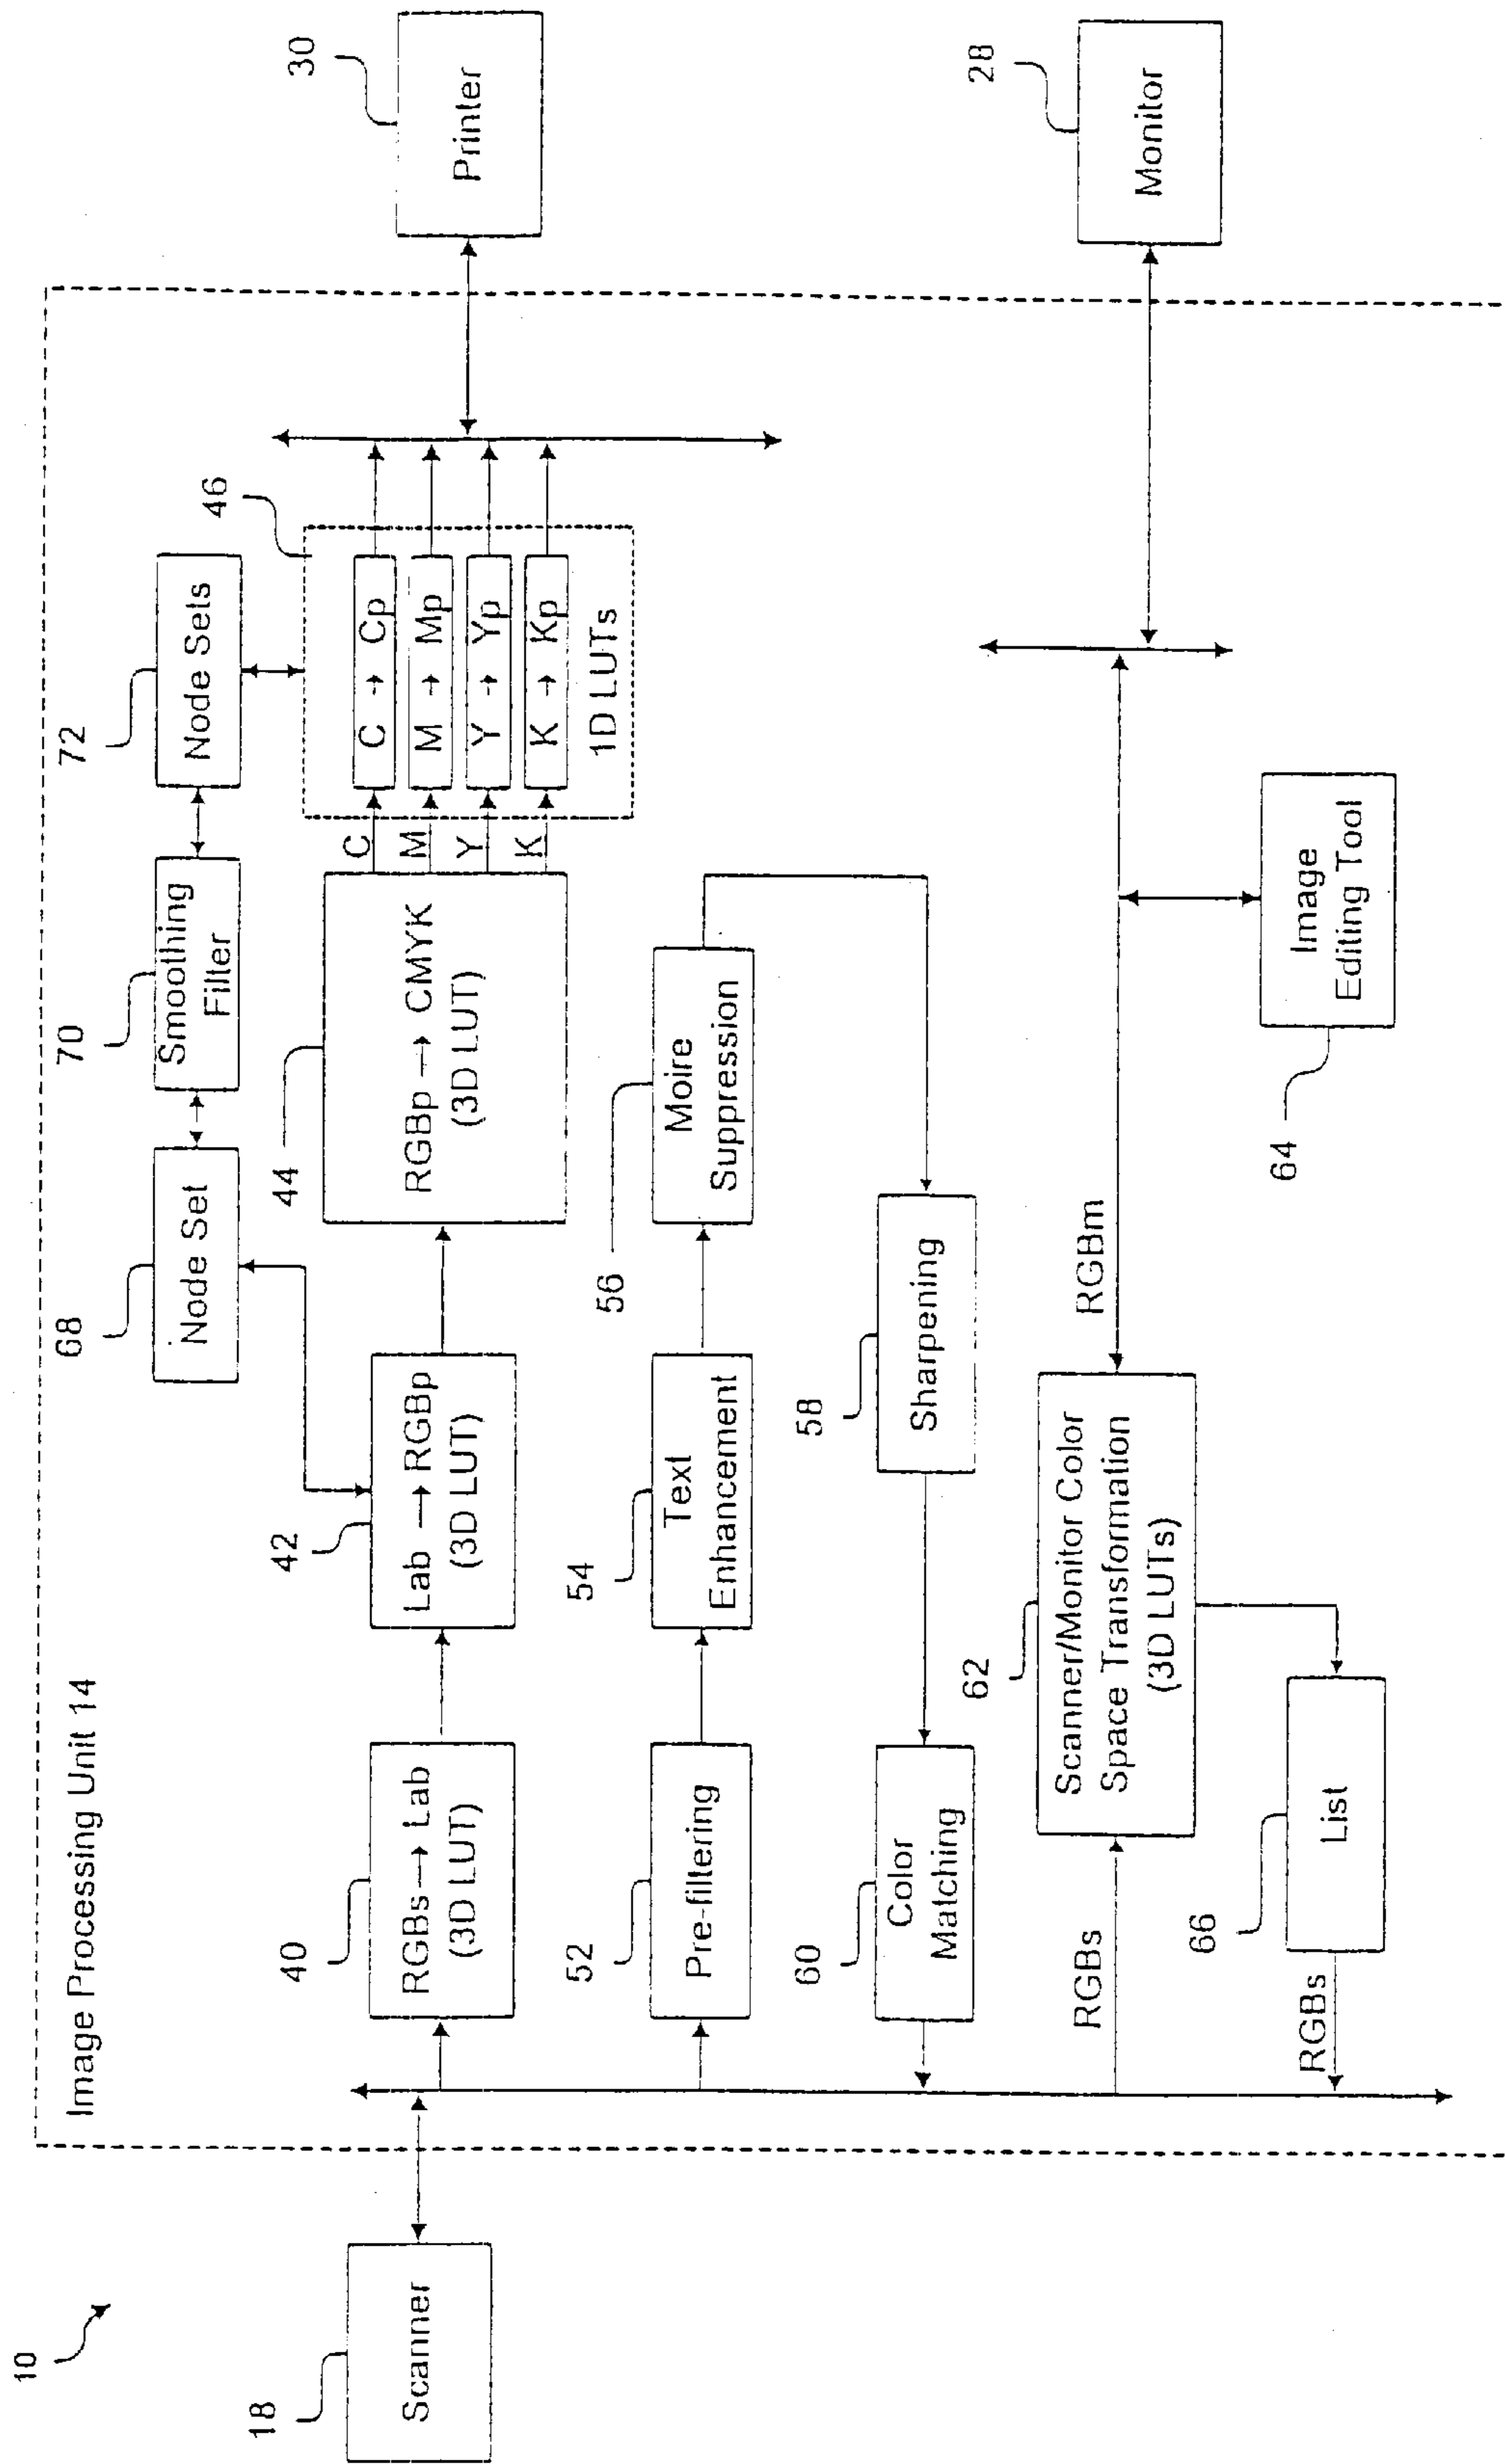 10
Image Processing Unit 14
18
Scanner
68
Node Set
70
Smoothing
Filter
72
Node Sets
40
RGBs → Lab
(3D LUT)
42
Lab → RGBp
(3D LUT)
44
RGBp → CMYK
(3D LUT)
C
M
Y
K
46
C → Cp
M → Mp
Y → Yp
K → Kp
1D LUTs
30
Printer
52
Pre-filtering
54
Text
Enhancement
56
Moire
Suppression
58
Sharpening
60
Color
Matching
RGBs
62
Scanner/Monitor Color
Space Transformation
(3D LUTs)
RGBm
28
Monitor
64
Image
Editing Tool
66
List
RGBs